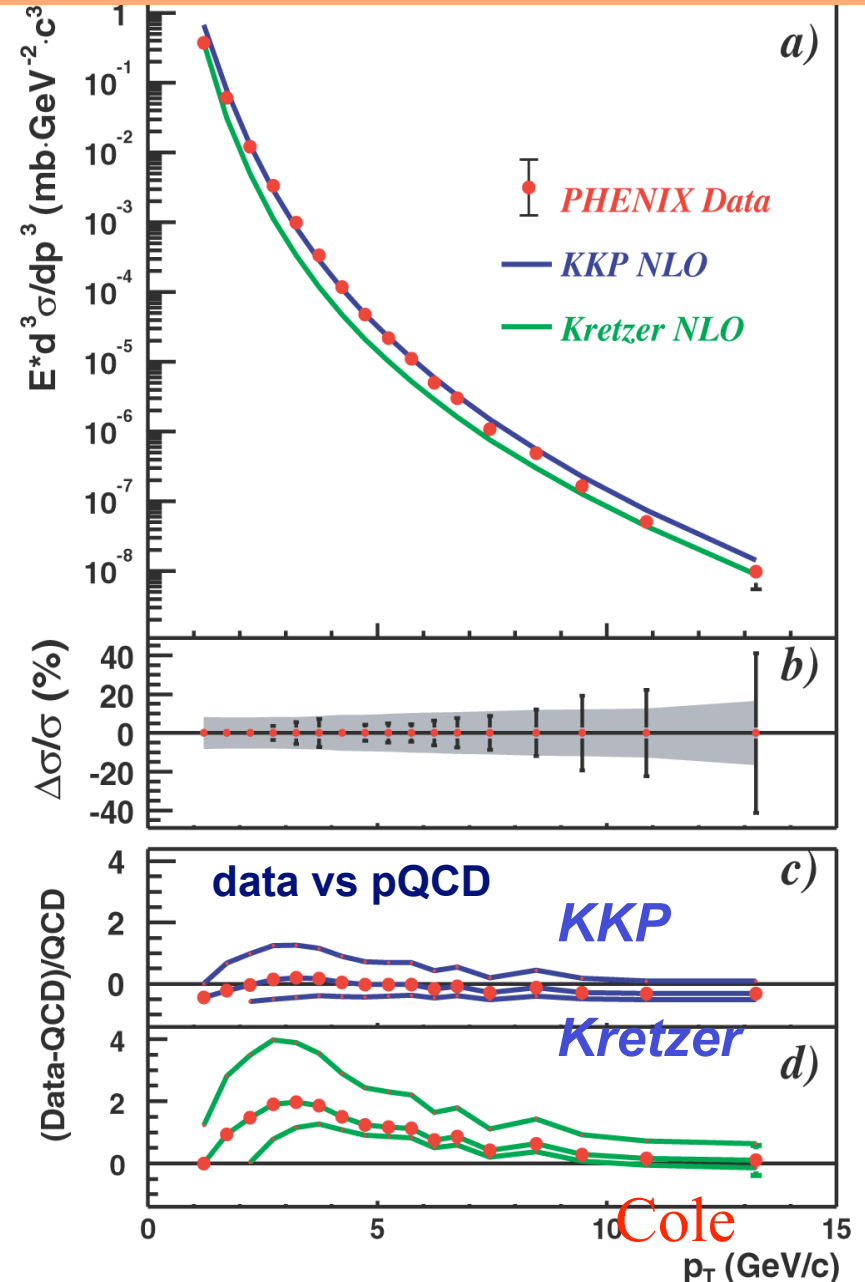 a)
1
10-1
10-2
10-3
10-4
10-5
10-6
10-7
10-8
E*d3σ/dp3 (mb·GeV-2·c3
PHENIX Data
KKP NLO
Kretzer NLO
b)
40
20
0
-20
-40
Δσ/σ (%)
c)
data vs pQCD
KKP
4
2
0
(Data-QCD)/QCD
Kretzer
d)
4
2
0
Cole
0 5 10 15
pT (GeV/c)